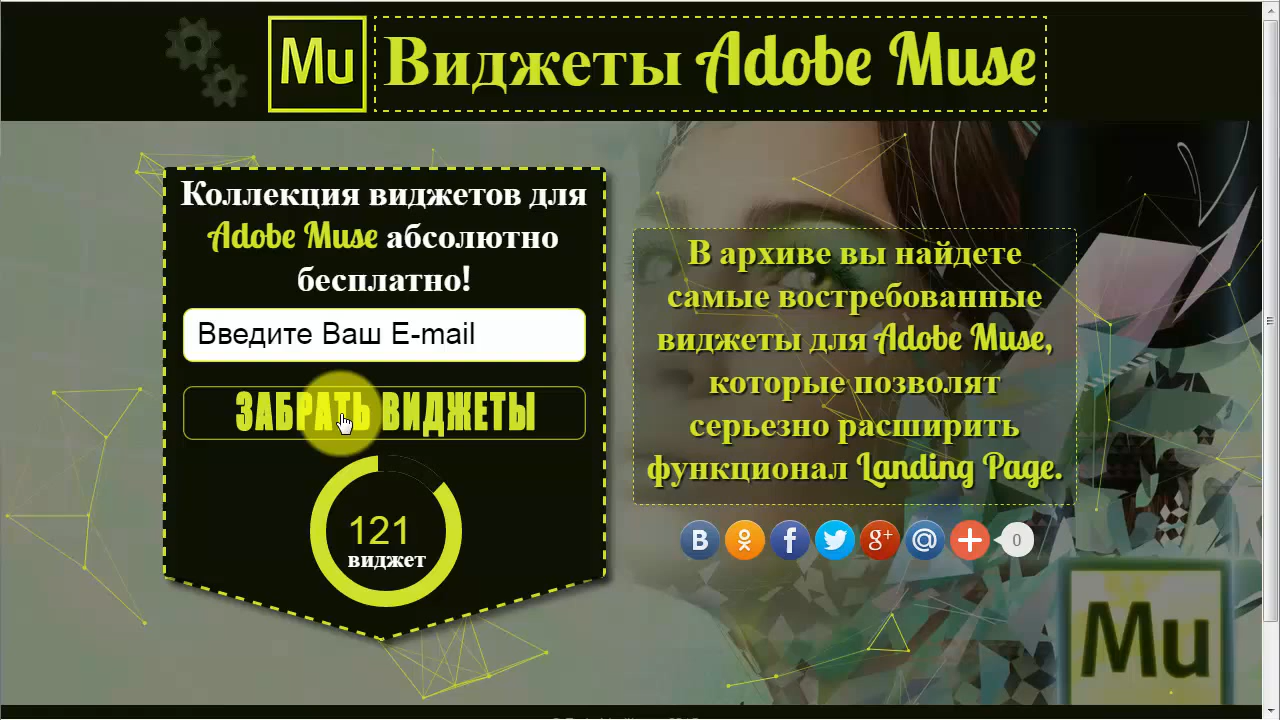 Mu
Виджеты Adobe Muse
Коллекция виджетов для
Adobe Muse абсолютно
бесплатно!
Введите Ваш E-mail
ЗАБРАТЬ ВИДЖЕТЫ
121
виджет
В архиве вы найдете
самые востребованные
виджеты для Adobe Muse,
которые позволят
серьезно расширить
функционал Landing Page.
В f g+ @ + 0
Mu